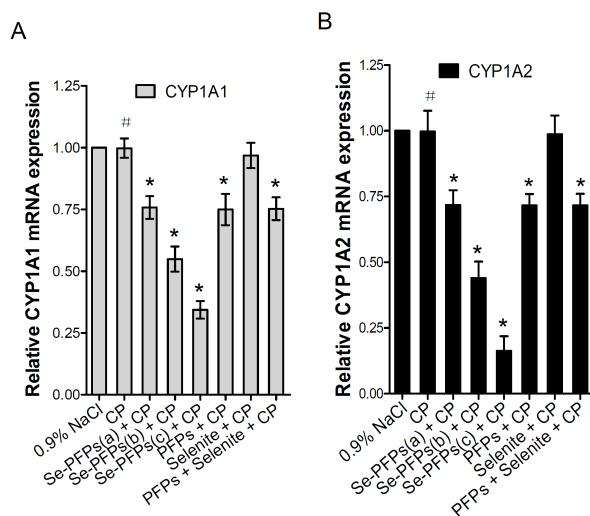 A
Relative CYP1A1 mRNA expression
1.25
1.00
0.75
0.50
0.25
0.00
CYP1A1
#
*
*
*
*
*
0.9% NaCl
CP
Se-PFPs(a) + CP
Se-PFPs(b) + CP
Se-PFPs(c) + CP
PFPs + CP
Selenite + CP
PFPs + Selenite + CP
B
Relative CYP1A2 mRNA expression
1.25
1.00
0.75
0.50
0.25
0.00
CYP1A2
#
*
*
*
*
*
0.9% NaCl
CP
Se-PFPs(a) + CP
Se-PFPs(b) + CP
Se-PFPs(c) + CP
PFPs + CP
Selenite + CP
PFPs + Selenite + CP